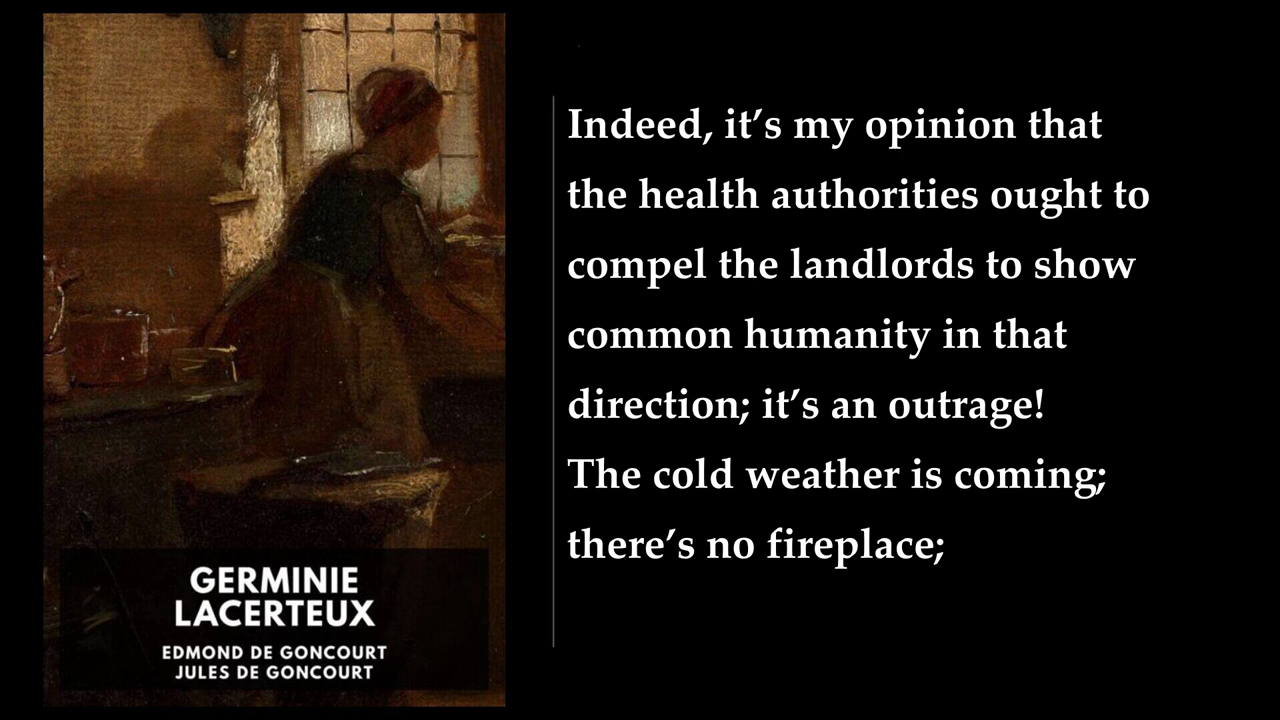 Indeed, it’s my opinion that
the health authorities ought to
compel the landlords to show
common humanity in that
direction; it’s an outrage!
The cold weather is coming;
there’s no fireplace;
GERMINIE
LACERTEUX
EDMOND DE GONCOURT
JULES DE GONCOURT